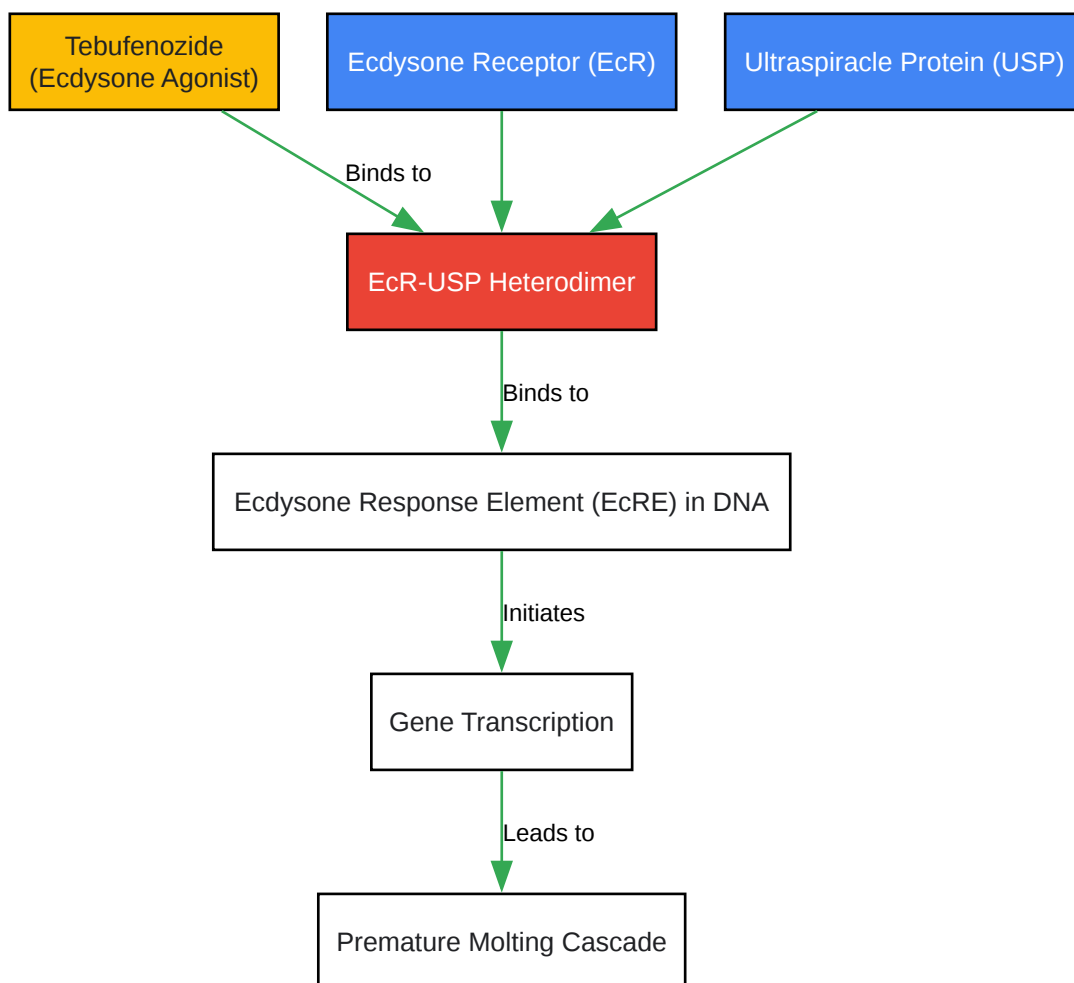 Tebufenozide
(Ecdysone Agonist)
Ecdysone Receptor (EcR)
Ultraspiracle Protein (USP)
Binds to
EcR-USP Heterodimer
Binds to
Ecdysone Response Element (EcRE) in DNA
Initiates
Gene Transcription
Leads to
Premature Molting Cascade